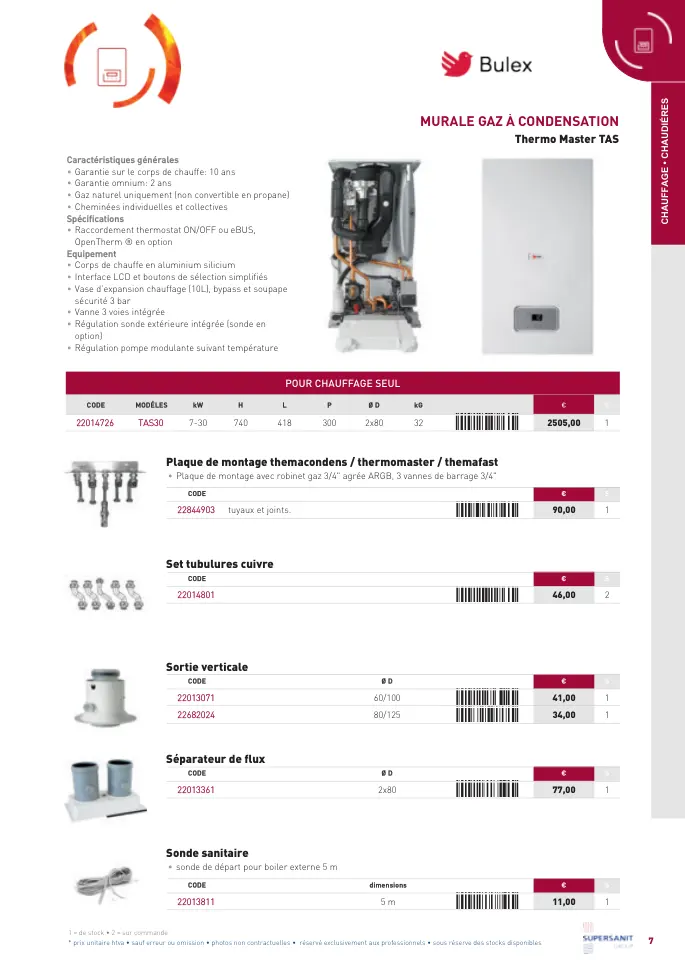 Bulex
CHAUFFAGE • CHAUDIÈRES
MURALE GAZ À CONDENSATION
Thermo Master TAS
Caractéristiques générales
• Garantie sur le corps de chauffe: 10 ans
• Garantie omnium: 2 ans
• Gaz naturel uniquement (non convertible en propane)
• Cheminées individuelles et collectives
Spécifications
• Raccordement thermostat ON/OFF ou eBUS,
OpenTherm ® en option
Equipement
• Corps de chauffe en aluminium silicium
• Interface LCD et boutons de sélection simplifiés
• Vase d'expansion chauffage (10L), bypass et soupape
sécurité 3 bar
• Vanne 3 voies intégrée
• Régulation sonde extérieure intégrée (sonde en
option)
• Régulation pompe modulante suivant température
POUR CHAUFFAGE SEUL
CODE MODÈLES kW H L P Ø D kG €
22014726 TAS30 7-30 740 418 300 2x80 32 2505,00 1
Plaque de montage themacondens / thermomaster / themafast
• Plaque de montage avec robinet gaz 3/4" agrée ARGB, 3 vannes de barrage 3/4"
CODE €
22844903 tuyaux et joints. 90,00 1
Set tubulures cuivre
CODE €
22014801 46,00 2
Sortie verticale
CODE Ø D €
22013071 60/100 41,00 1
22682024 80/125 34,00 1
Séparateur de flux
CODE Ø D €
22013361 2x80 77,00 1
Sonde sanitaire
• sonde de départ pour boiler externe 5 m
CODE dimensions €
22013811 5 m 11,00 1
1 = de stock • 2 = sur commande
* prix unitaire htva • sauf erreur ou omission • photos non contractuelles • réservé exclusivement aux professionnels • sous réserve des stocks disponibles
SUPERSANIT
GROUP
7